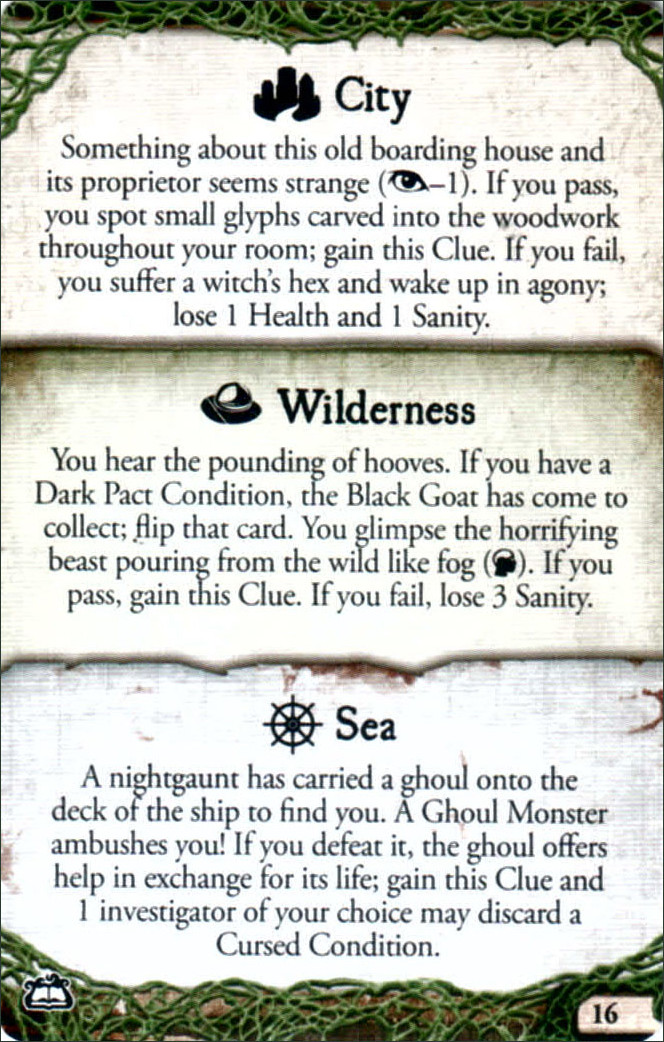 City
Something about this old boarding house and
its proprietor seems strange (–1). If you pass,
you spot small glyphs carved into the woodwork
throughout your room; gain this Clue. If you fail,
you suffer a witch's hex and wake up in agony;
lose 1 Health and 1 Sanity.
Wilderness
You hear the pounding of hooves. If you have a
Dark Pact Condition, the Black Goat has come to
collect; flip that card. You glimpse the horrifying
beast pouring from the wild like fog (). If you
pass, gain this Clue. If you fail, lose 3 Sanity.
Sea
A nightgaunt has carried a ghoul onto the
deck of the ship to find you. A Ghoul Monster
ambushes you! If you defeat it, the ghoul offers
help in exchange for its life; gain this Clue and
1 investigator of your choice may discard a
Cursed Condition.
16